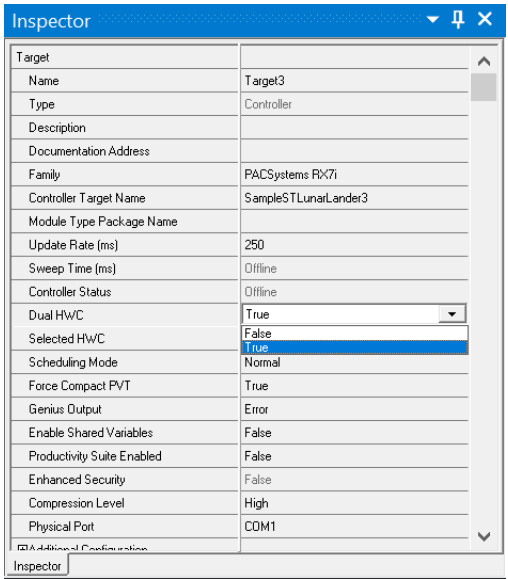 Inspector
Target
Name Target3
Type Controller
Description
Documentation Address
Family PACSystems RX7i
Controller Target Name SampleSTLunarLander3
Module Type Package Name
Update Rate (ms) 250
Sweep Time (ms) Offline
Controller Status Offline
Dual HWC True
False
Selected HWC True
Scheduling Mode Normal
Force Compact PVT True
Genius Output Error
Enable Shared Variables False
Productivity Suite Enabled False
Enhanced Security False
Compression Level High
Physical Port COM1
Additional Configuration
Inspector